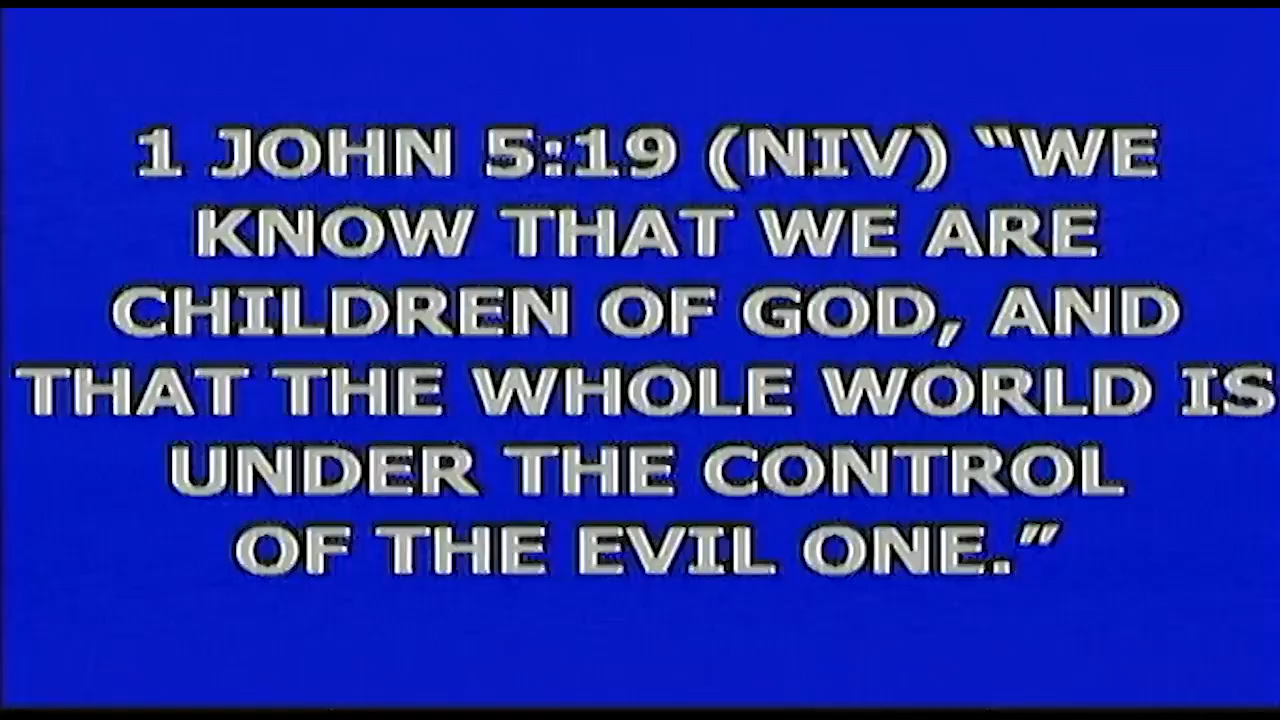 1 JOHN 5:19 (NIV) “WE
KNOW THAT WE ARE
CHILDREN OF GOD, AND
THAT THE WHOLE WORLD IS
UNDER THE CONTROL
OF THE EVIL ONE.”